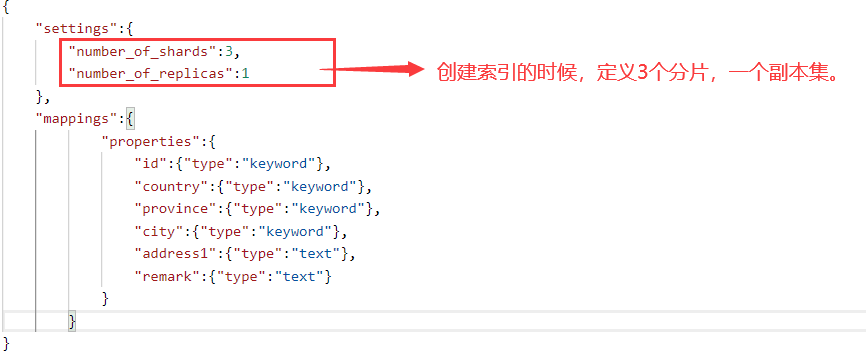 {
"settings":{
"number_of_shards":3,
"number_of_replicas":1
创建索引的时候，定义3个分片，一个副本集。
},
"mappings":{
"properties":{
"id":{"type":"keyword"},
"country":{"type":"keyword"},
"province":{"type":"keyword"},
"city":{"type":"keyword"},
"address1":{"type":"text"},
"remark":{"type":"text"}
}
}
}